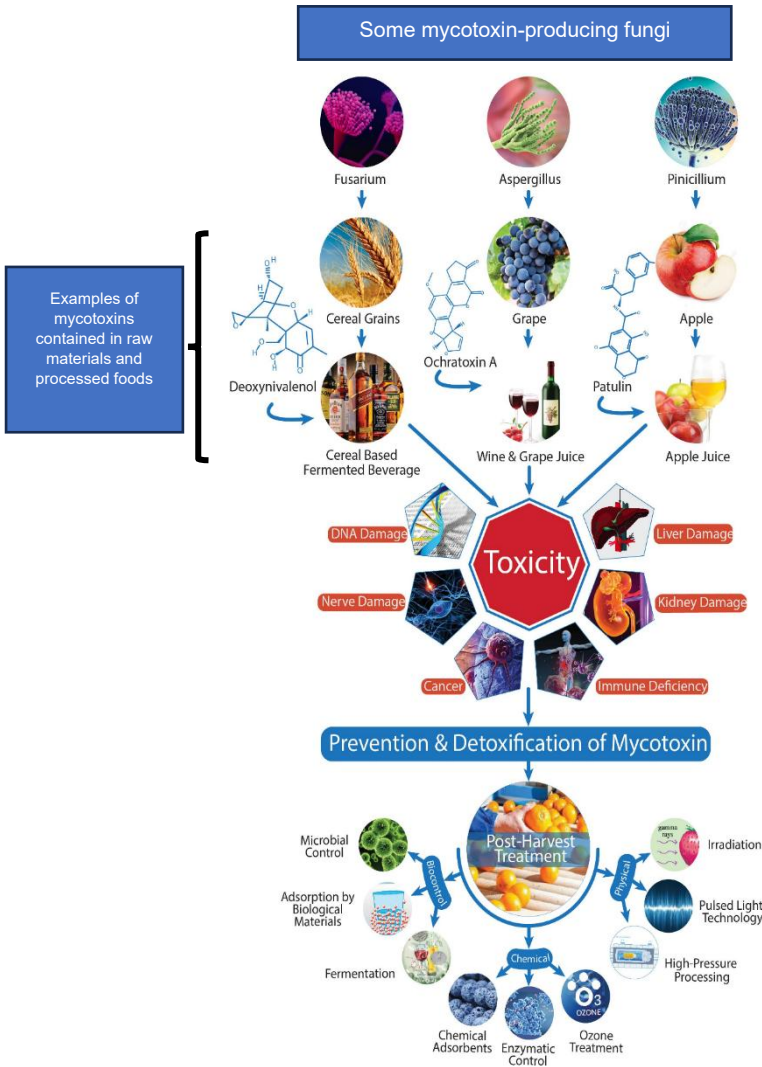 Some mycotoxin-producing fungi
Fusarium
Aspergillus
Pinicillium
Examples of
mycotoxins
contained in raw
materials and
processed foods
Cereal Grains
Grape
Apple
Deoxynivalenol
Ochratoxin A
Patulin
Cereal Based
Fermented Beverage
Wine & Grape Juice
Apple Juice
Toxicity
DNA Damage
Liver Damage
Nerve Damage
Kidney Damage
Cancer
Immune Deficiency
Prevention & Detoxification of Mycotoxin
Post-Harvest
Treatment
Biocontrol
Microbial
Control
Adsorption by
Biological
Materials
Fermentation
Chemical
Chemical
Adsorbents
Enzymatic
Control
O3
OZONE
Ozone
Treatment
Physical
gamma
rays
Irradiation
Pulsed Light
Technology
High-Pressure
Processing